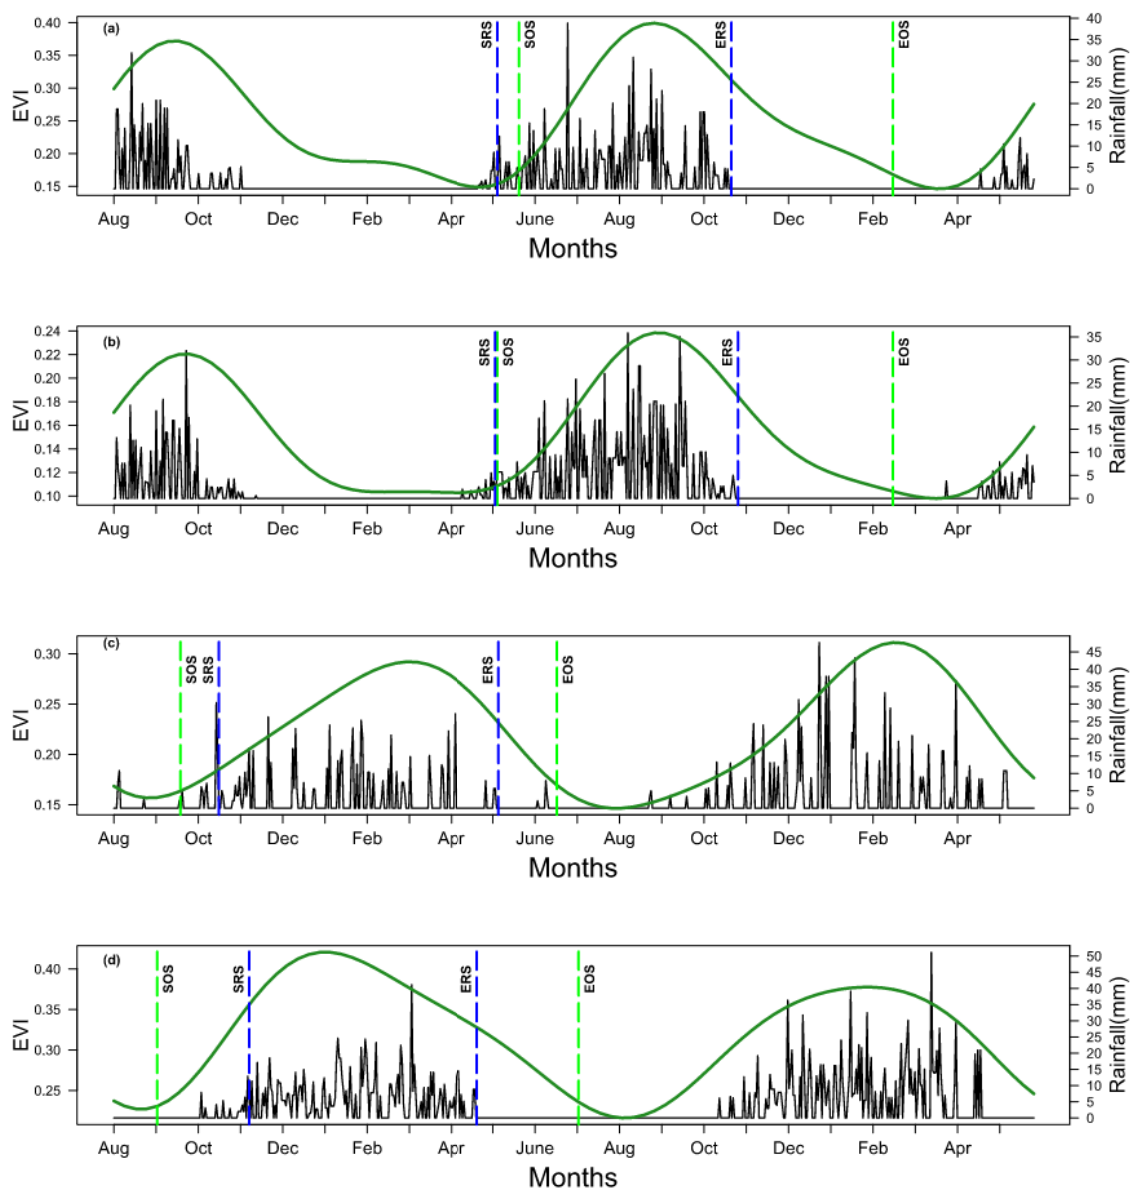 (a)
SRS
SOS
ERS
EOS
0.40
0.35
0.30
0.25
0.20
0.15
EVI
40
35
30
25
20
15
10
5
0
Rainfall(mm)
Aug Oct Dec Feb Apr June Aug Oct Dec Feb Apr
Months
(b)
SRS
SOS
ERS
EOS
0.24
0.22
0.20
0.18
0.16
0.14
0.12
0.10
EVI
35
30
25
20
15
10
5
0
Rainfall(mm)
Aug Oct Dec Feb Apr June Aug Oct Dec Feb Apr
Months
(c)
SOS
SRS
ERS
EOS
0.30
0.25
0.20
0.15
EVI
45
40
35
30
25
20
15
10
5
0
Rainfall(mm)
Aug Oct Dec Feb Apr June Aug Oct Dec Feb Apr
Months
(d)
SOS
SRS
ERS
EOS
0.40
0.35
0.30
0.25
EVI
50
45
40
35
30
25
20
15
10
5
0
Rainfall(mm)
Aug Oct Dec Feb Apr June Aug Oct Dec Feb Apr
Months